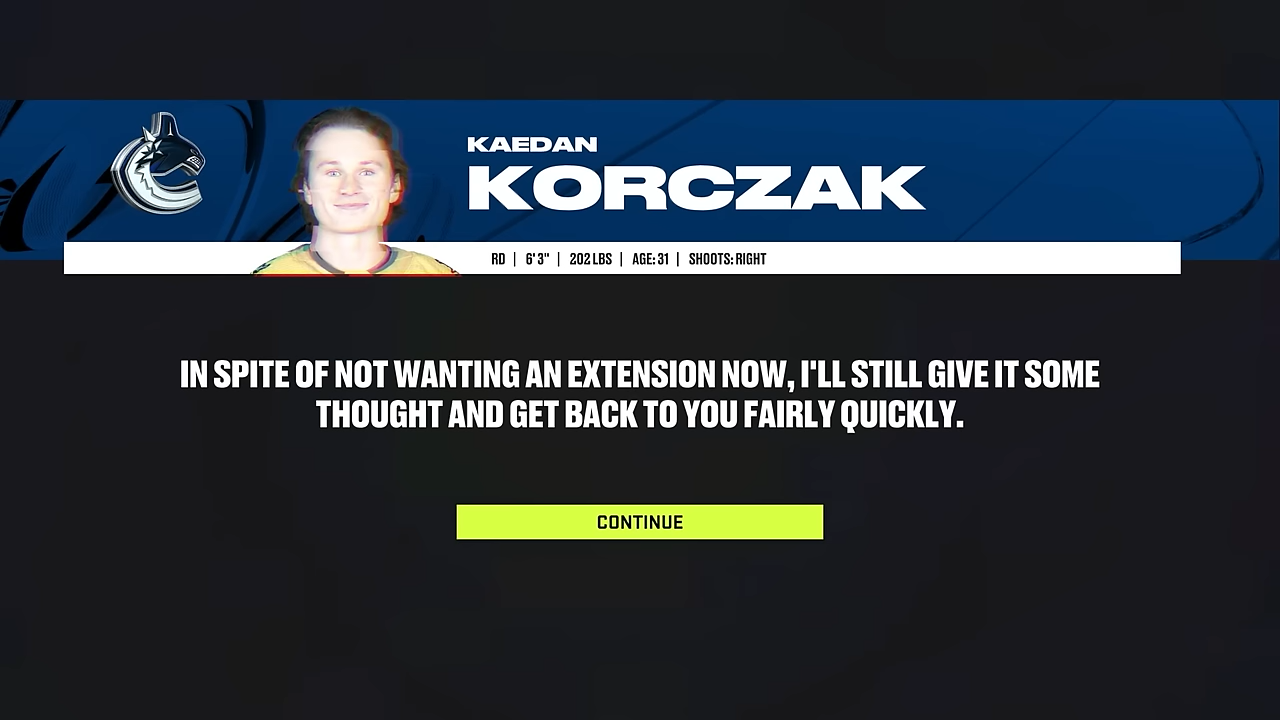 KAEDAN
KORCZAK
RD | 6'3" | 202 LBS | AGE: 31 | SHOOTS: RIGHT
IN SPITE OF NOT WANTING AN EXTENSION NOW, I'LL STILL GIVE IT SOME
THOUGHT AND GET BACK TO YOU FAIRLY QUICKLY.
CONTINUE